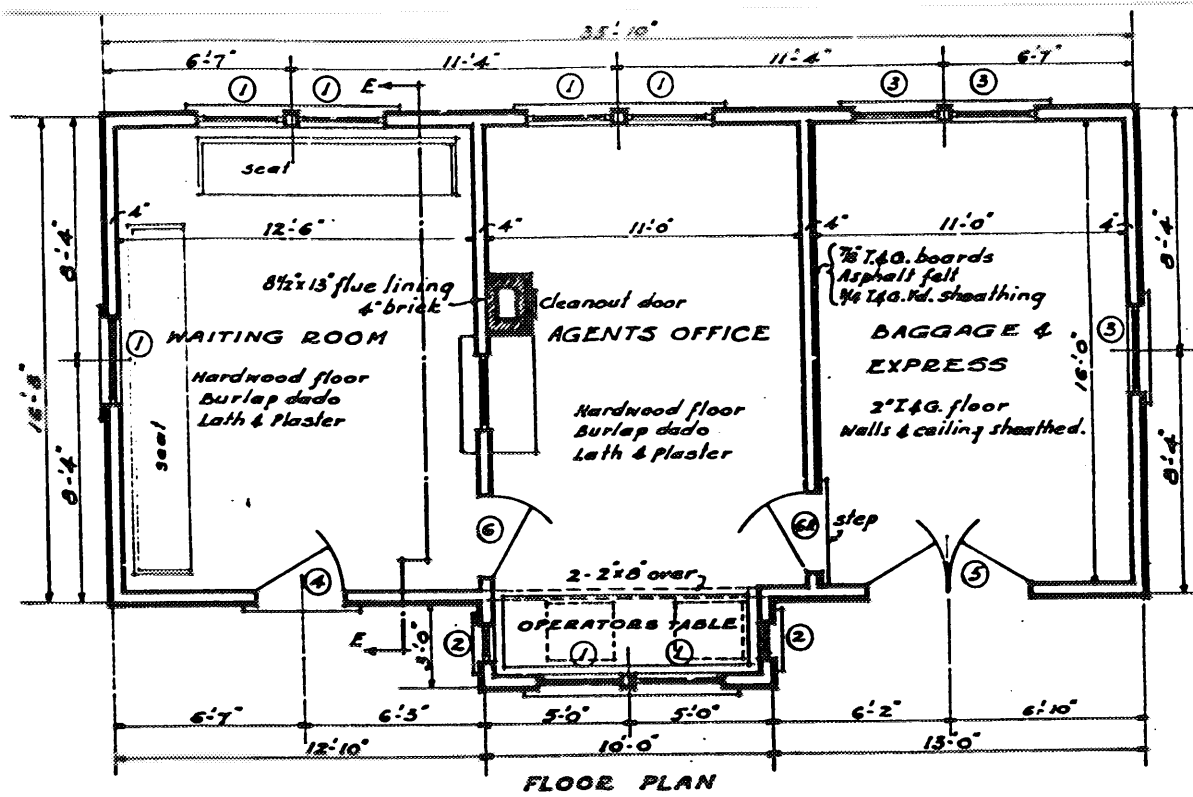 35'-10"
6'-7" 11'-4" 11'-4" 6'-7"
1 1 E 1 1 3 3
seat
4" 12'-6" 4" 11'-0" 4" 11'-0" 4"
8'-4" 8'-4"
8½"x13" flue lining
4" brick
Cleanout door
7/8" T.&G. boards
Asphalt felt
T.&G. Yd. sheathing
1 WAITING ROOM
AGENTS OFFICE
BAGGAGE &
EXPRESS
3
16'-8"
16'-0"
Hardwood floor
Burlap dado
Lath & Plaster
Hardwood floor
Burlap dado
Lath & Plaster
2" T.&G. floor
Walls & ceiling sheathed.
seat
8'-4" 8'-4"
6
step
4
2-2"x8" over
5
E
2 OPERATORS TABLE 2
3'-0"
1 1
6'-7" 6'-3" 5'-0" 5'-0" 6'-2" 6'-10"
12'-10" 10'-0" 13'-0"
FLOOR PLAN